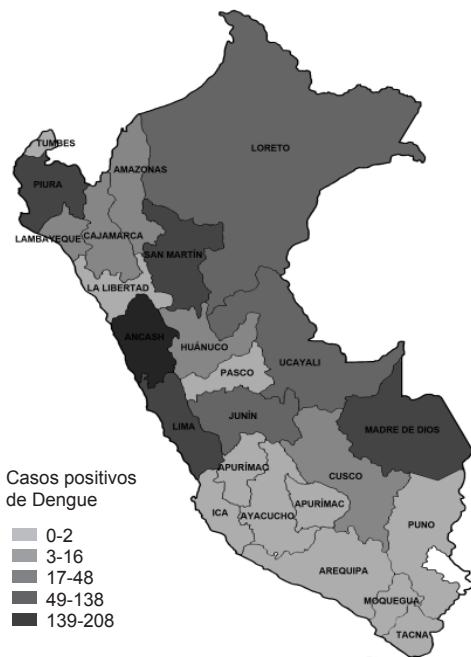 TUMBES
LORETO
AMAZONAS
PIURA
LAMBAYEQUE
CAJAMARCA
SAN MARTÍN
LA LIBERTAD
ANCASH
HUÁNUCO
UCAYALI
PASCO
LIMA
JUNÍN
MADRE DE DIOS
APURÍMAC
CUSCO
ICA
AYACUCHO
APURÍMAC
PUNO
AREQUIPA
MOQUEGUA
TACNA
Casos positivos
de Dengue
0-2
3-16
17-48
49-138
139-208